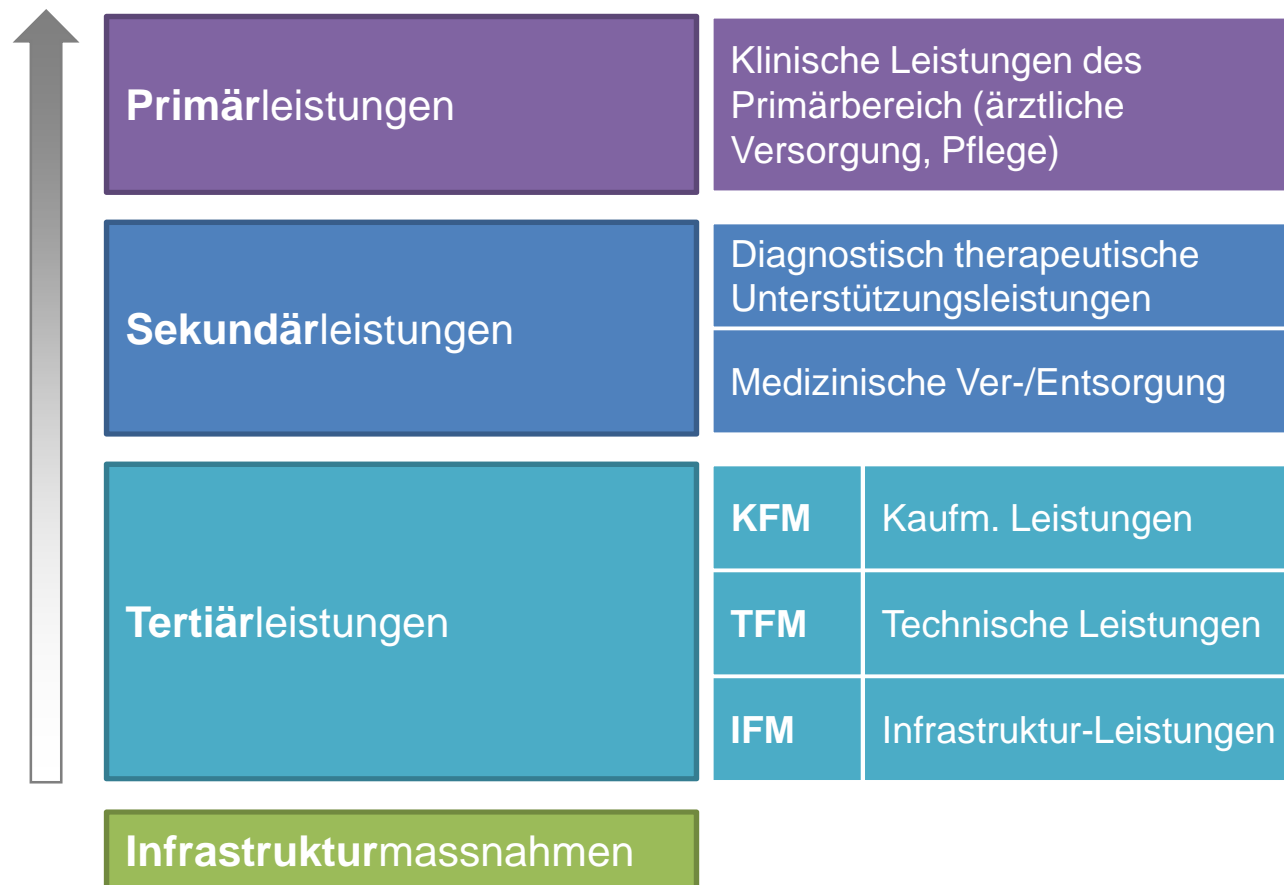 Primärleistungen
Klinische Leistungen des
Primärbereich (ärztliche
Versorgung, Pflege)
Sekundärleistungen
Diagnostisch therapeutische
Unterstützungsleistungen
Medizinische Ver-/Entsorgung
Tertiärleistungen
KFM Kaufm. Leistungen
TFM Technische Leistungen
IFM Infrastruktur-Leistungen
Infrastrukturmassnahmen